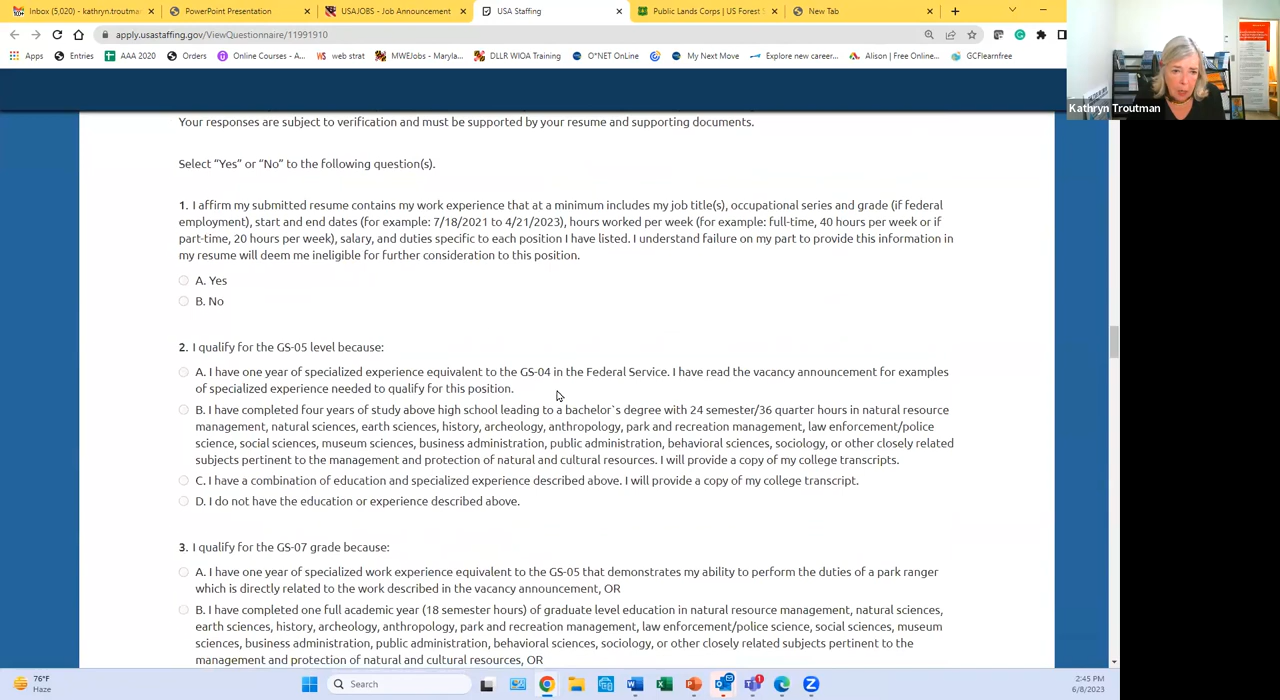 Inbox (5,020) - kathryn.troutma
PowerPoint Presentation
USAJOBS - Job Announcement
USA Staffing
Public Lands Corps | US Forest
New Tab
apply.usastaffing.gov/ViewQuestionnaire/11991910
Apps
Entries
AAA 2020
Orders
Online Courses - A...
web strat
MWEJobs - Maryla...
DLLR WIOA Training
O*NET OnLine
My Next Move
Explore new career...
Alison | Free Online...
GCFlearnfree
Kathryn Troutman
Your responses are subject to verification and must be supported by your resume and supporting documents.
Select “Yes” or “No” to the following question(s).
1. I affirm my submitted resume contains my work experience that at a minimum includes my job title(s), occupational series and grade (if federal
employment), start and end dates (for example: 7/18/2021 to 4/21/2023), hours worked per week (for example: full-time, 40 hours per week or if
part-time, 20 hours per week), salary, and duties specific to each position I have listed. I understand failure on my part to provide this information in
my resume will deem me ineligible for further consideration to this position.
A. Yes
B. No
2. I qualify for the GS-05 level because:
A. I have one year of specialized experience equivalent to the GS-04 in the Federal Service. I have read the vacancy announcement for examples
of specialized experience needed to qualify for this position.
B. I have completed four years of study above high school leading to a bachelor`s degree with 24 semester/36 quarter hours in natural resource
management, natural sciences, earth sciences, history, archeology, anthropology, park and recreation management, law enforcement/police
science, social sciences, museum sciences, business administration, public administration, behavioral sciences, sociology, or other closely related
subjects pertinent to the management and protection of natural and cultural resources. I will provide a copy of my college transcripts.
C. I have a combination of education and specialized experience described above. I will provide a copy of my college transcript.
D. I do not have the education or experience described above.
3. I qualify for the GS-07 grade because:
A. I have one year of specialized work experience equivalent to the GS-05 that demonstrates my ability to perform the duties of a park ranger
which is directly related to the work described in the vacancy announcement, OR
B. I have completed one full academic year (18 semester hours) of graduate level education in natural resource management, natural sciences,
earth sciences, history, archeology, anthropology, park and recreation management, law enforcement/police science, social sciences, museum
sciences, business administration, public administration, behavioral sciences, sociology, or other closely related subjects pertinent to the
management and protection of natural and cultural resources, OR
76°F
Haze
Search
2:45 PM
6/8/2023